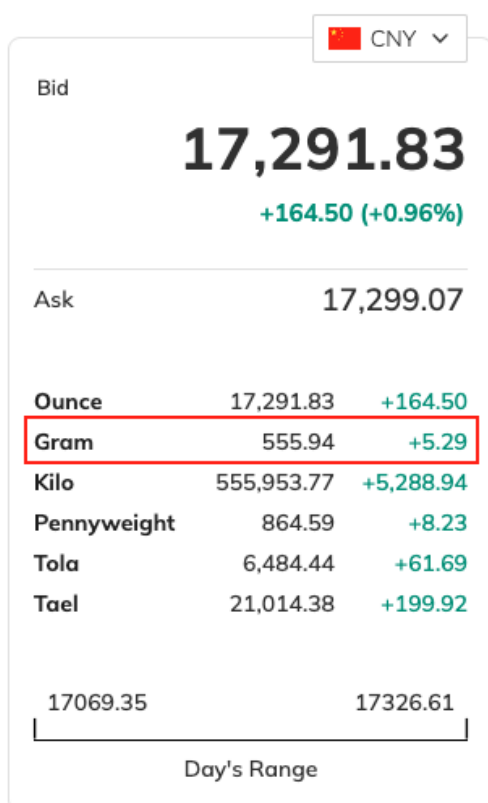 CNY
Bid
17,291.83
+164.50 (+0.96%)
Ask 17,299.07
Ounce 17,291.83 +164.50
Gram 555.94 +5.29
Kilo 555,953.77 +5,288.94
Pennyweight 864.59 +8.23
Tola 6,484.44 +61.69
Tael 21,014.38 +199.92
17069.35 17326.61
Day's Range